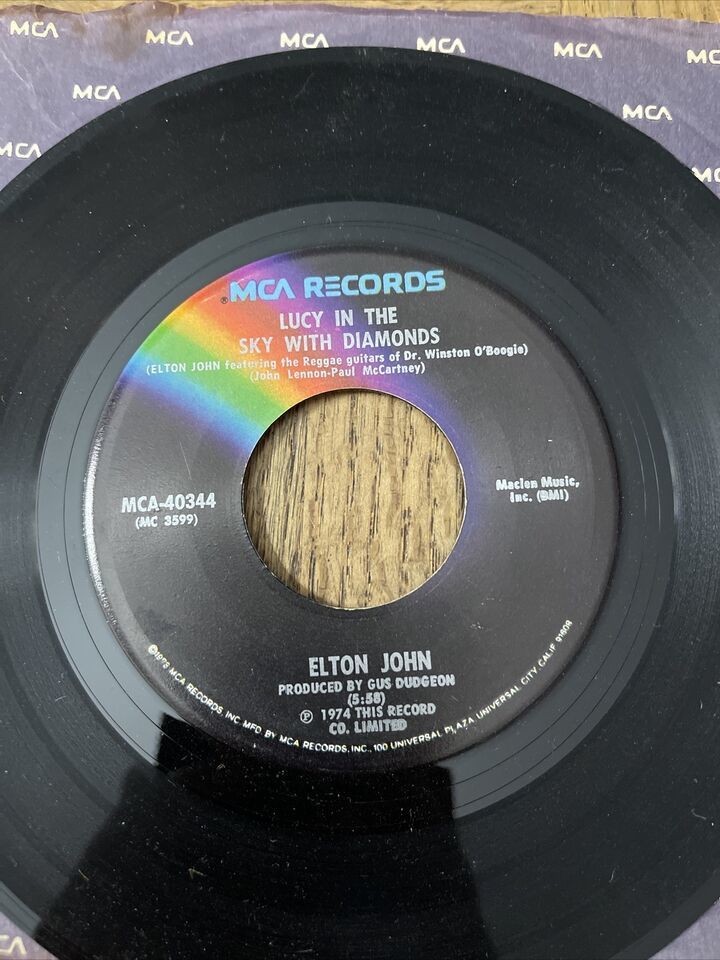 MCA MCA MCA MCA MCA MCA
MCA MCA
MCA
MCA RECORDS
LUCY IN THE
SKY WITH DIAMONDS
(ELTON JOHN featuring the Reggae guitars of Dr. Winston O'Boogie)
(John Lennon-Paul McCartney)
MCA-40344
(MC 3599)
Maclen Music,
Inc. (BMI)
ELTON JOHN
PRODUCED BY GUS DUDGEON
(5:58)
℗ 1974 THIS RECORD
CO. LIMITED
MCA RECORDS INC. MFD. BY MCA RECORDS, INC., 100 UNIVERSAL PLAZA, UNIVERSAL CITY, CALIF. 91608